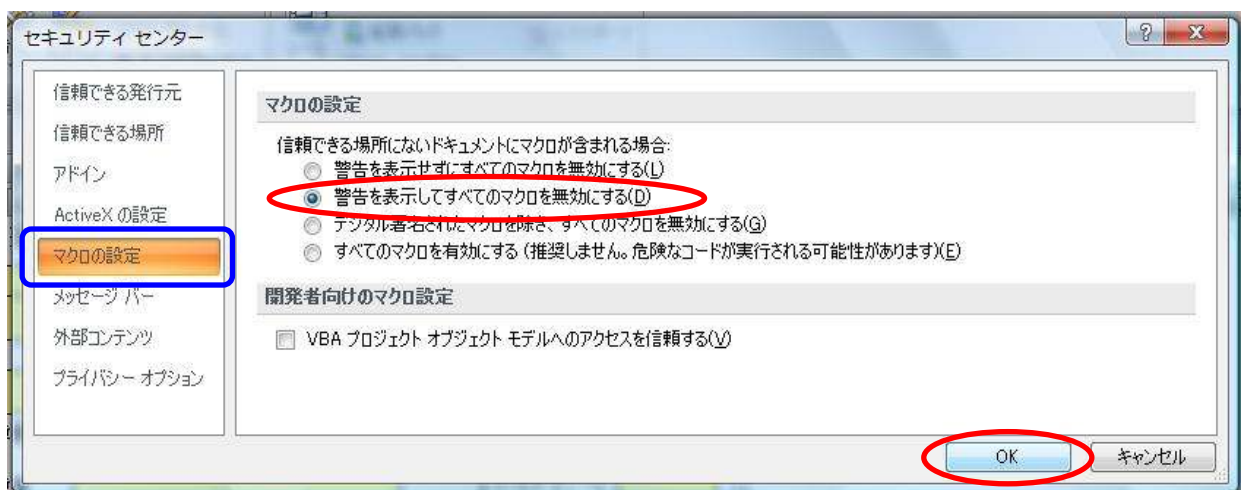 セキュリティ センター
信頼できる発行元
信頼できる場所
アドイン
ActiveX の設定
マクロの設定
メッセージ バー
外部コンテンツ
プライバシー オプション
マクロの設定
信頼できる場所にないドキュメントにマクロが含まれる場合:
警告を表示せずにすべてのマクロを無効にする(L)
警告を表示してすべてのマクロを無効にする(D)
デジタル署名されたマクロを除き、すべてのマクロを無効にする(G)
すべてのマクロを有効にする (推奨しません。危険なコードが実行される可能性があります)(E)
開発者向けのマクロ設定
VBA プロジェクト オブジェクト モデルへのアクセスを信頼する(V)
OK
キャンセル